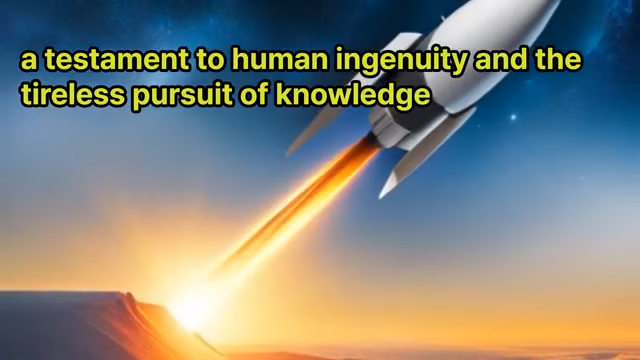 a testament to human ingenuity and the
tireless pursuit of knowledge